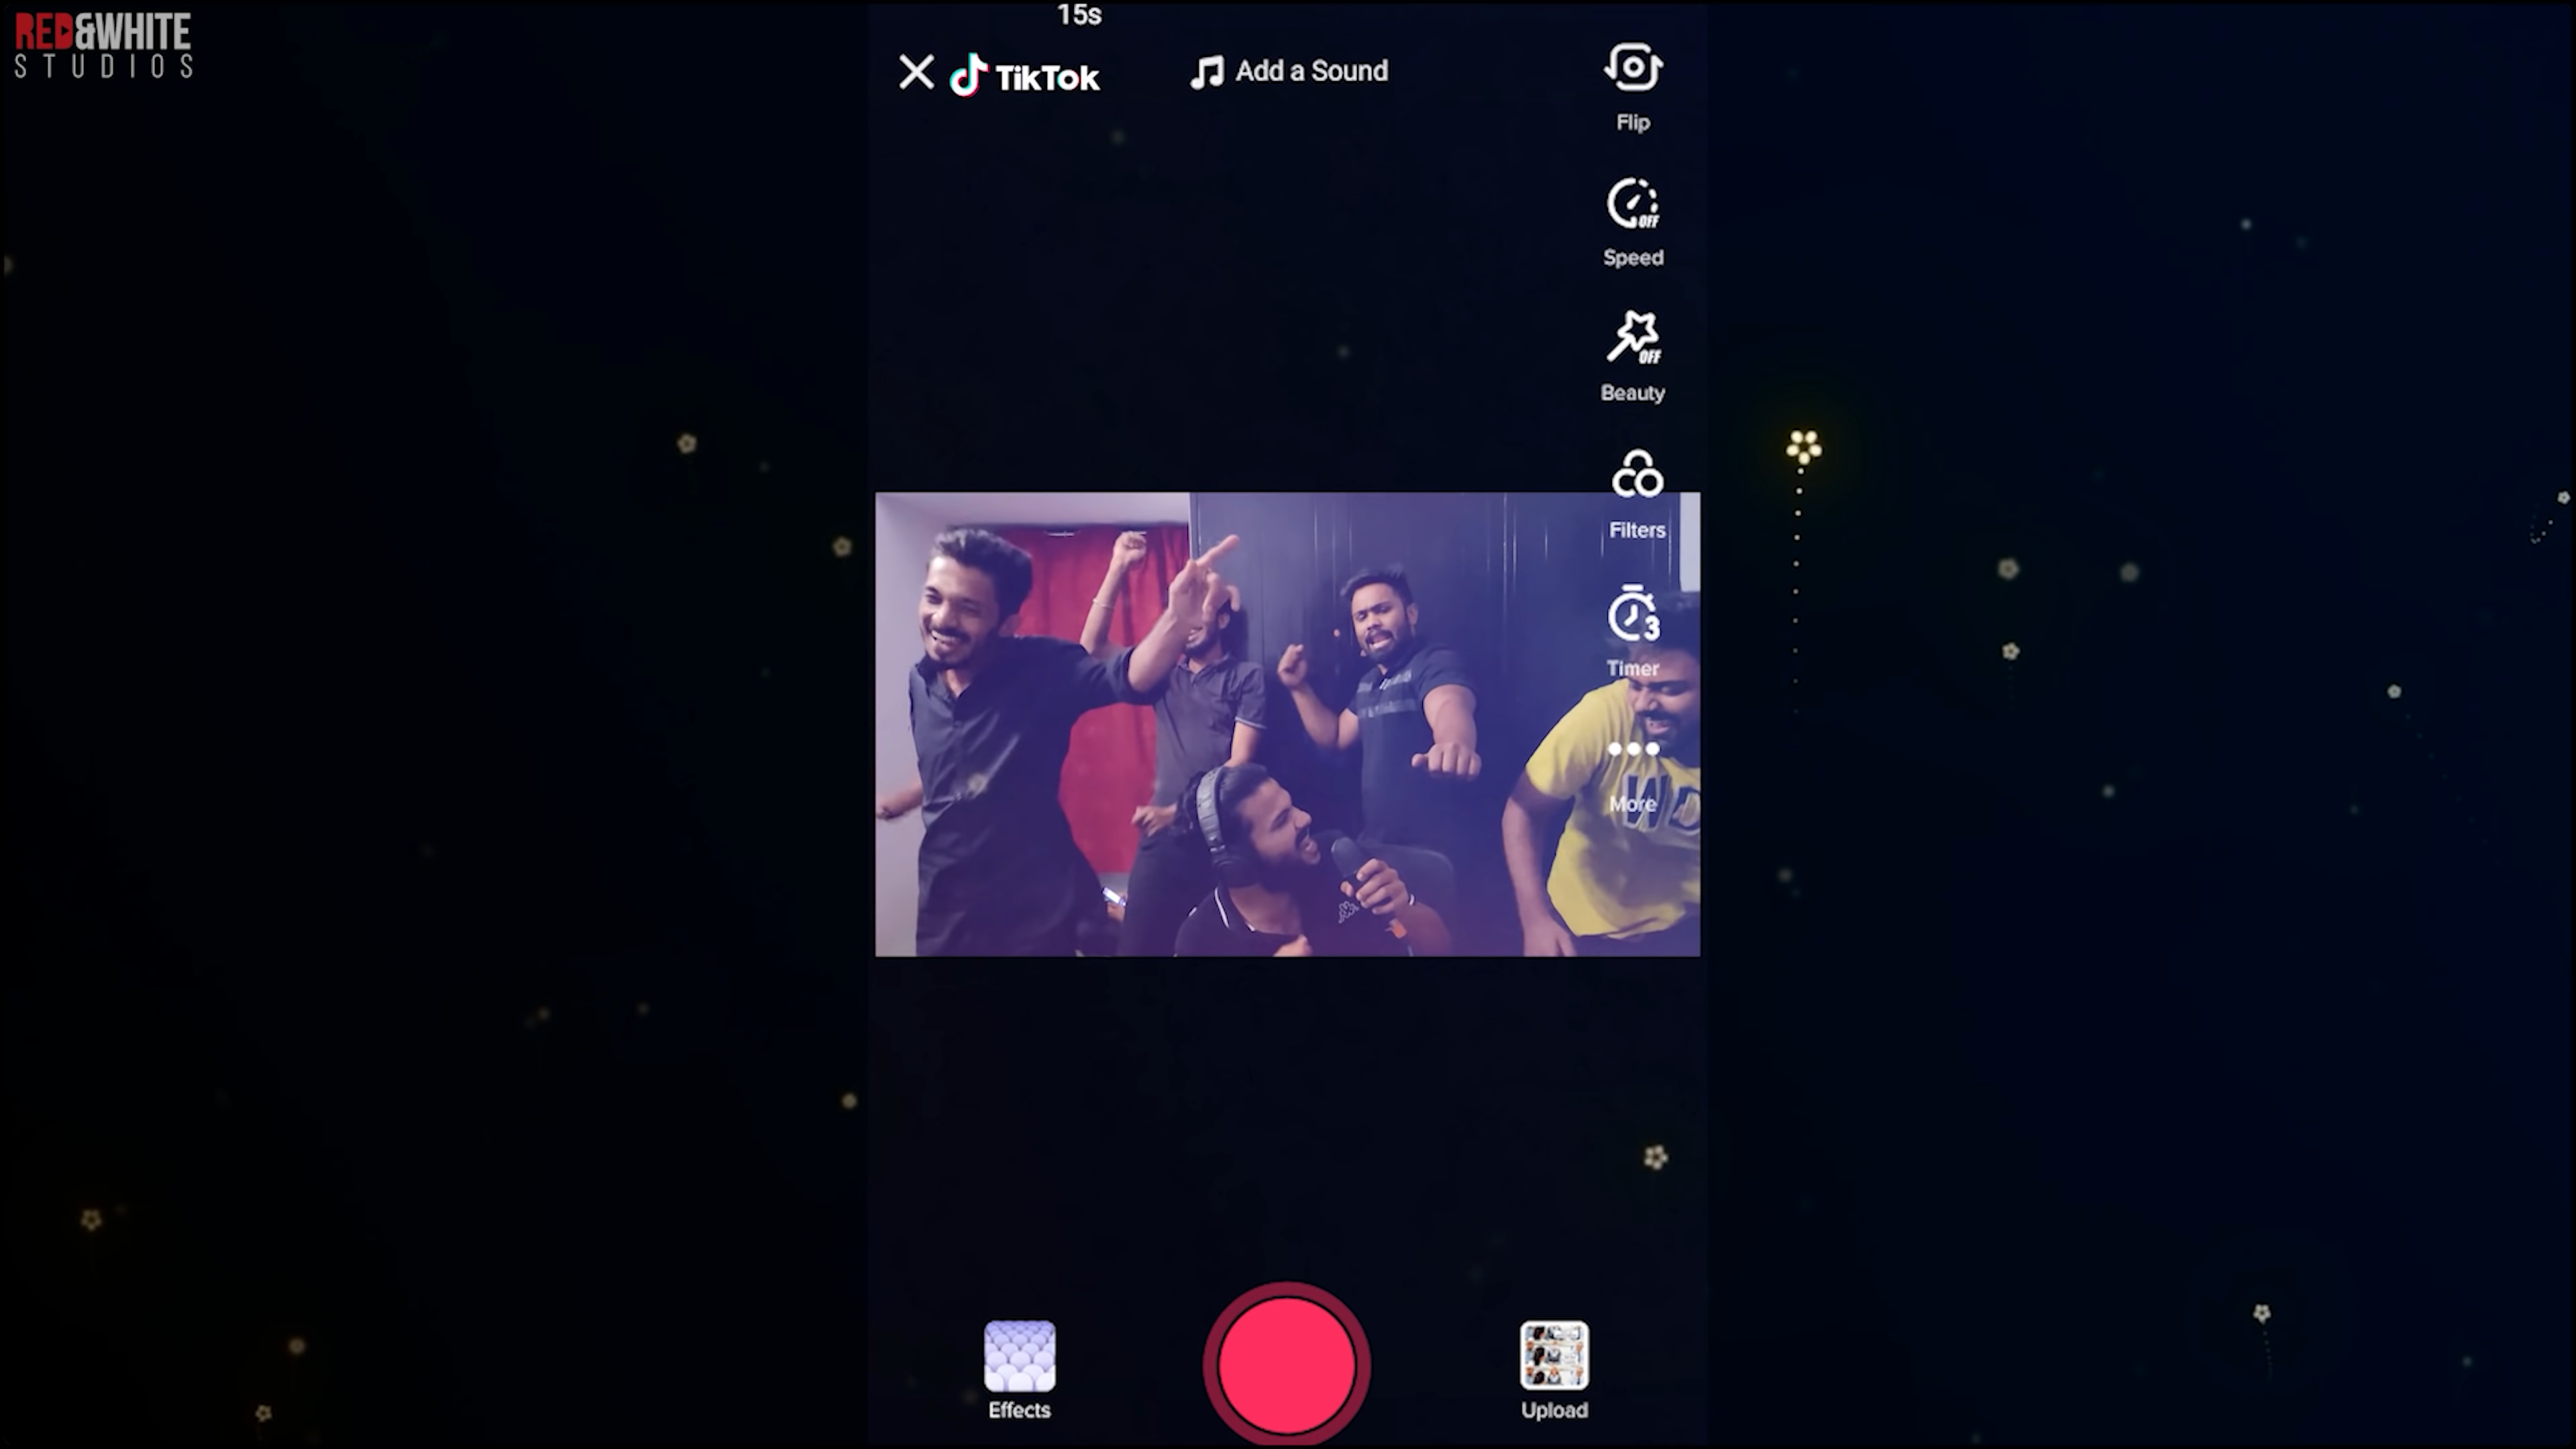 RED&WHITE
STUDIOS
15s
TikTok
Add a Sound
Flip
OFF
Speed
OFF
Beauty
Filters
3
Timer
More
Effects
Upload